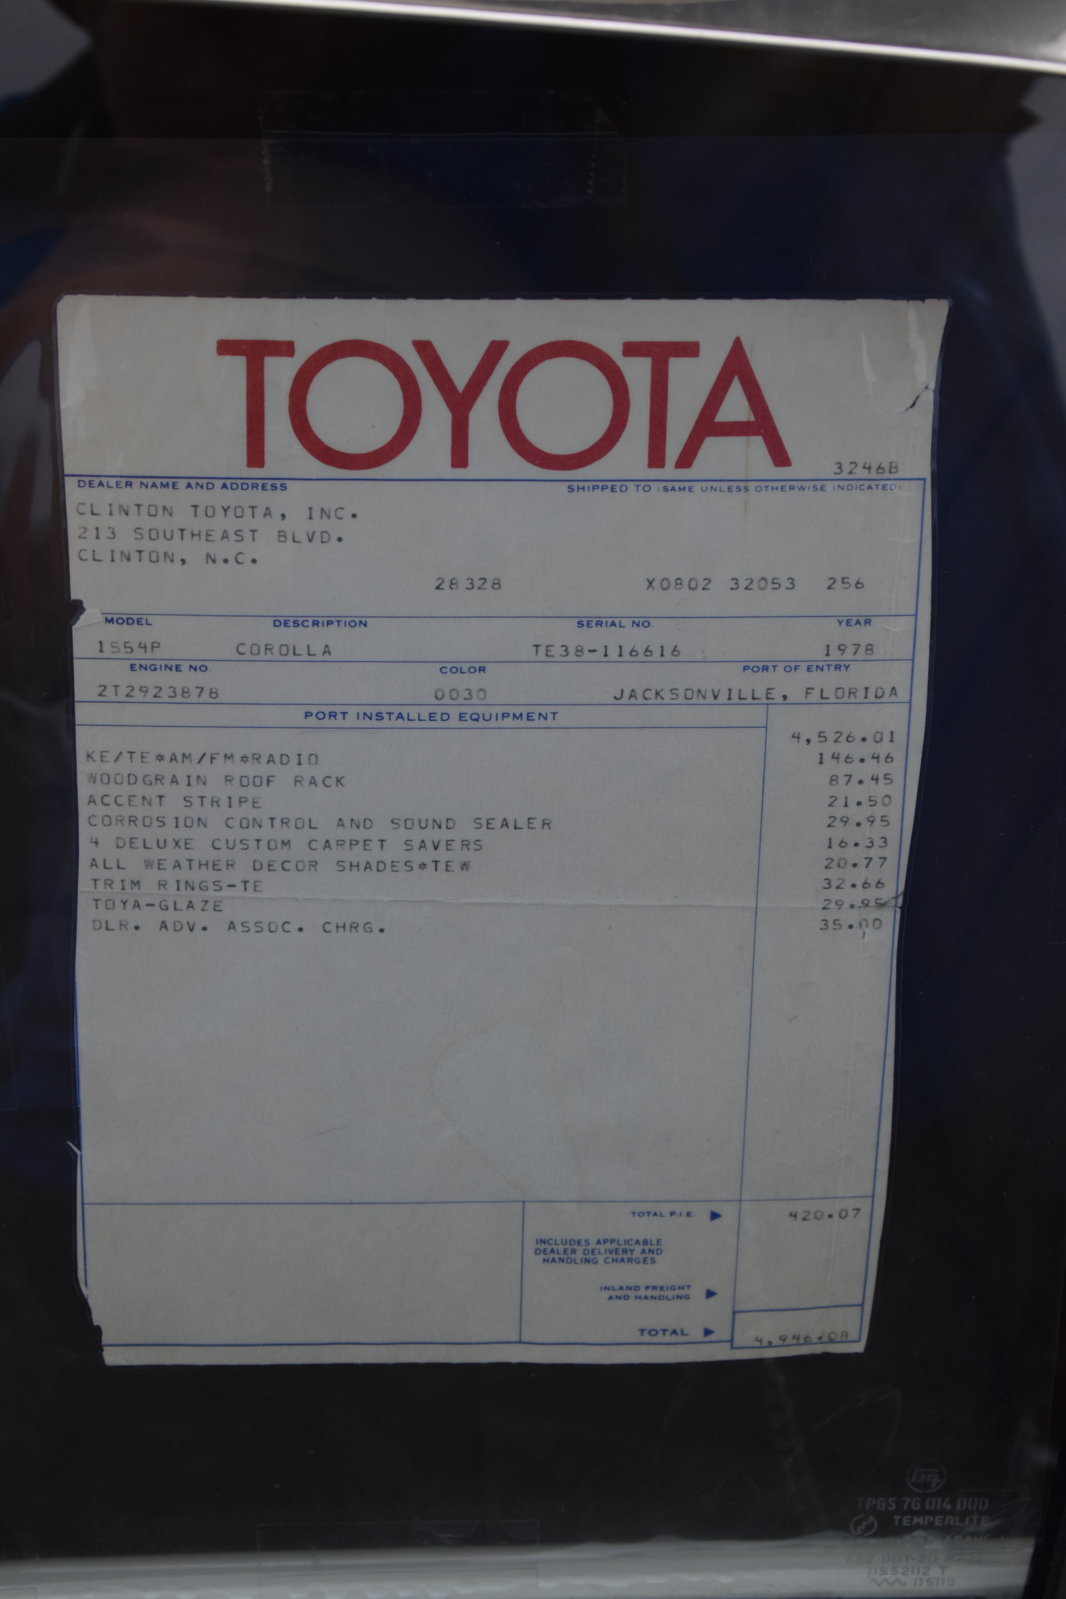 TOYOTA
3246B
DEALER NAME AND ADDRESS SHIPPED TO (SAME UNLESS OTHERWISE INDICATED)
CLINTON TOYOTA, INC.
213 SOUTHEAST BLVD.
CLINTON, N.C.
28328 X0802 32053 256
MODEL DESCRIPTION SERIAL NO. YEAR
1554P COROLLA TE38-116616 1978
ENGINE NO. COLOR PORT OF ENTRY
2T2923878 0030 JACKSONVILLE, FLORIDA
PORT INSTALLED EQUIPMENT
4,526.01
KE/TE*AM/FM*RADIO 146.46
WOODGRAIN ROOF RACK 87.45
ACCENT STRIPE 21.50
CORROSION CONTROL AND SOUND SEALER 29.95
4 DELUXE CUSTOM CARPET SAVERS 16.33
ALL WEATHER DECOR SHADES*TEW 20.77
TRIM RINGS-TE 32.66
TOYA-GLAZE 29.95
DLR. ADV. ASSOC. CHRG. 35.00
TOTAL P.I.E. 420.07
INCLUDES APPLICABLE
DEALER DELIVERY AND
HANDLING CHARGES
INLAND FREIGHT
AND HANDLING
TOTAL 4,946.08
TPGS 7G 014 000
TEMPERLITE